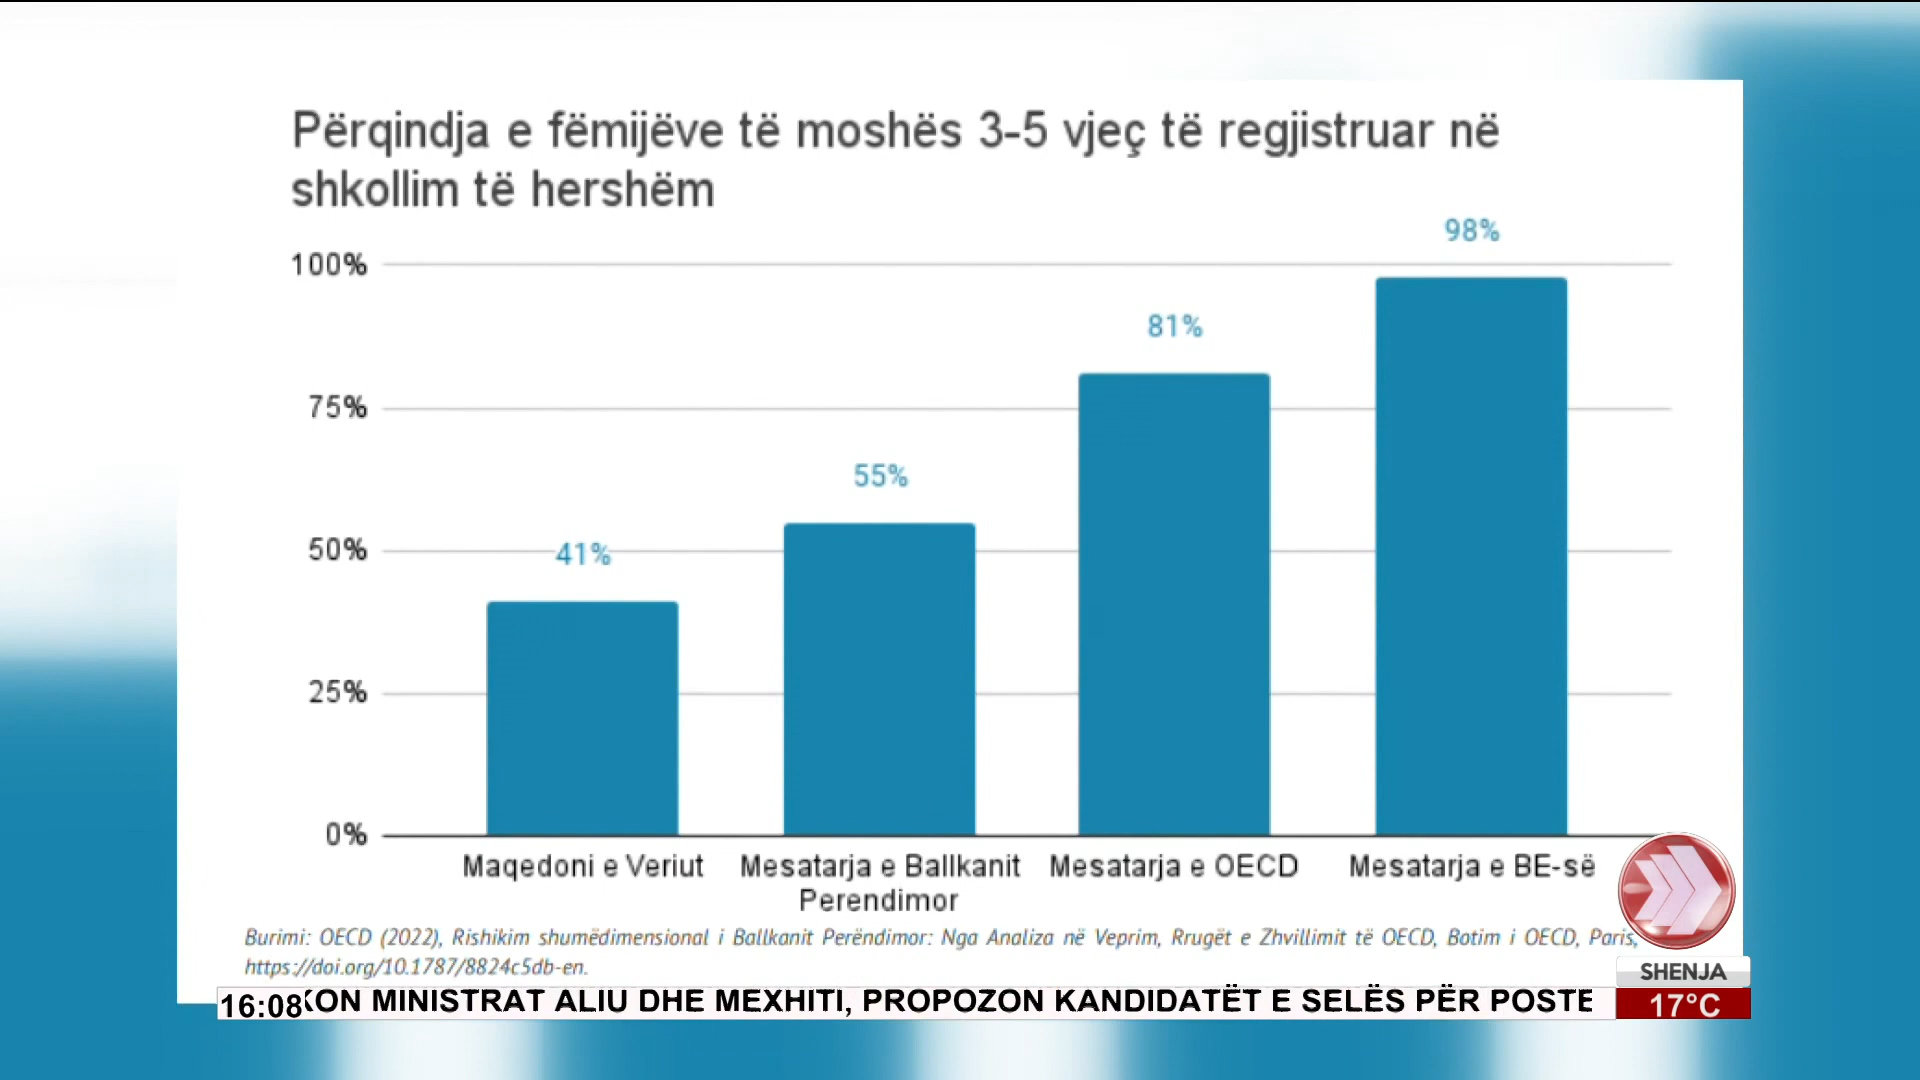 Përqindja e fëmijëve të moshës 3-5 vjeç të regjistruar në
shkollim të hershëm
100%
75%
50%
25%
0%
41%
55%
81%
98%
Maqedoni e Veriut
Mesatarja e Ballkanit
Perendimor
Mesatarja e OECD
Mesatarja e BE-së
Burimi: OECD (2022), Rishikim shumëdimensional i Ballkanit Perëndimor: Nga Analiza në Veprim, Rrugët e Zhvillimit të OECD, Botim i OECD, Paris,
https://doi.org/10.1787/8824c5db-en.
SHENJA
16:08 KON MINISTRAT ALIU DHE MEXHITI, PROPOZON KANDIDATËT E SELËS PËR POSTE
17°C